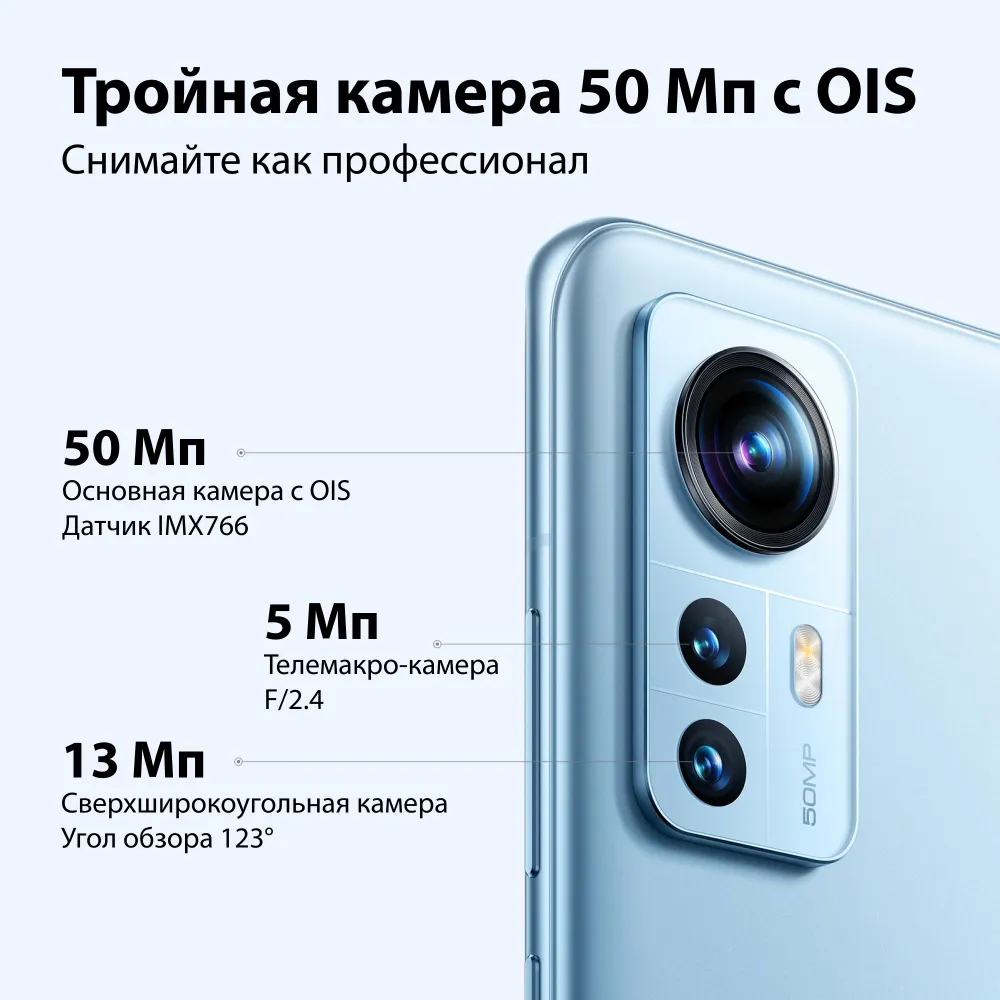 Тройная камера 50 Мп с OIS
Снимайте как профессионал
50 Мп
Основная камера с OIS
Датчик IMX766
5 Мп
Телемакро-камера
F/2.4
13 Мп
Сверхширокоугольная камера
Угол обзора 123°
50MP